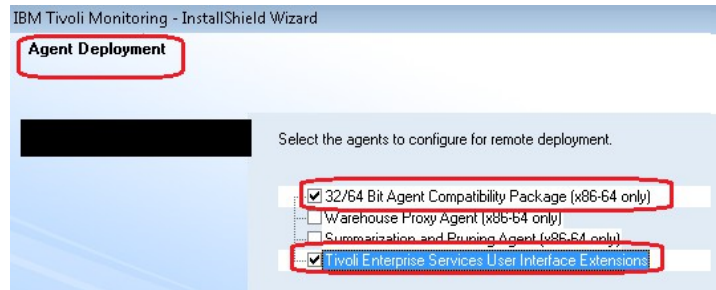 IBM Tivoli Monitoring - InstallShield Wizard
Agent Deployment
Select the agents to configure for remote deployment.
32/64 Bit Agent Compatibility Package (x86-64 only)
Warehouse Proxy Agent (x86-64 only)
Summarization and Pruning Agent (x86-64 only)
Tivoli Enterprise Services User Interface Extensions